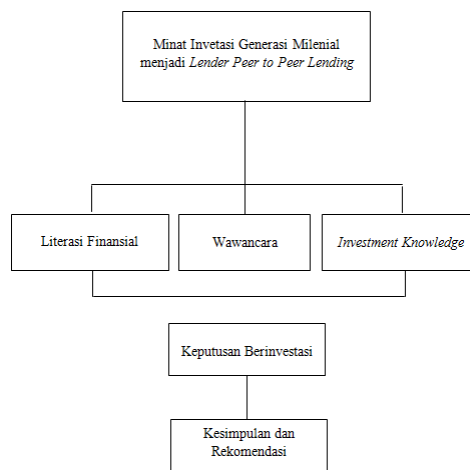 Minat Invetasi Generasi Milenial
menjadi Lender Peer to Peer Lending
Literasi Finansial
Wawancara
Investment Knowledge
Keputusan Berinvestasi
Kesimpulan dan
Rekomendasi